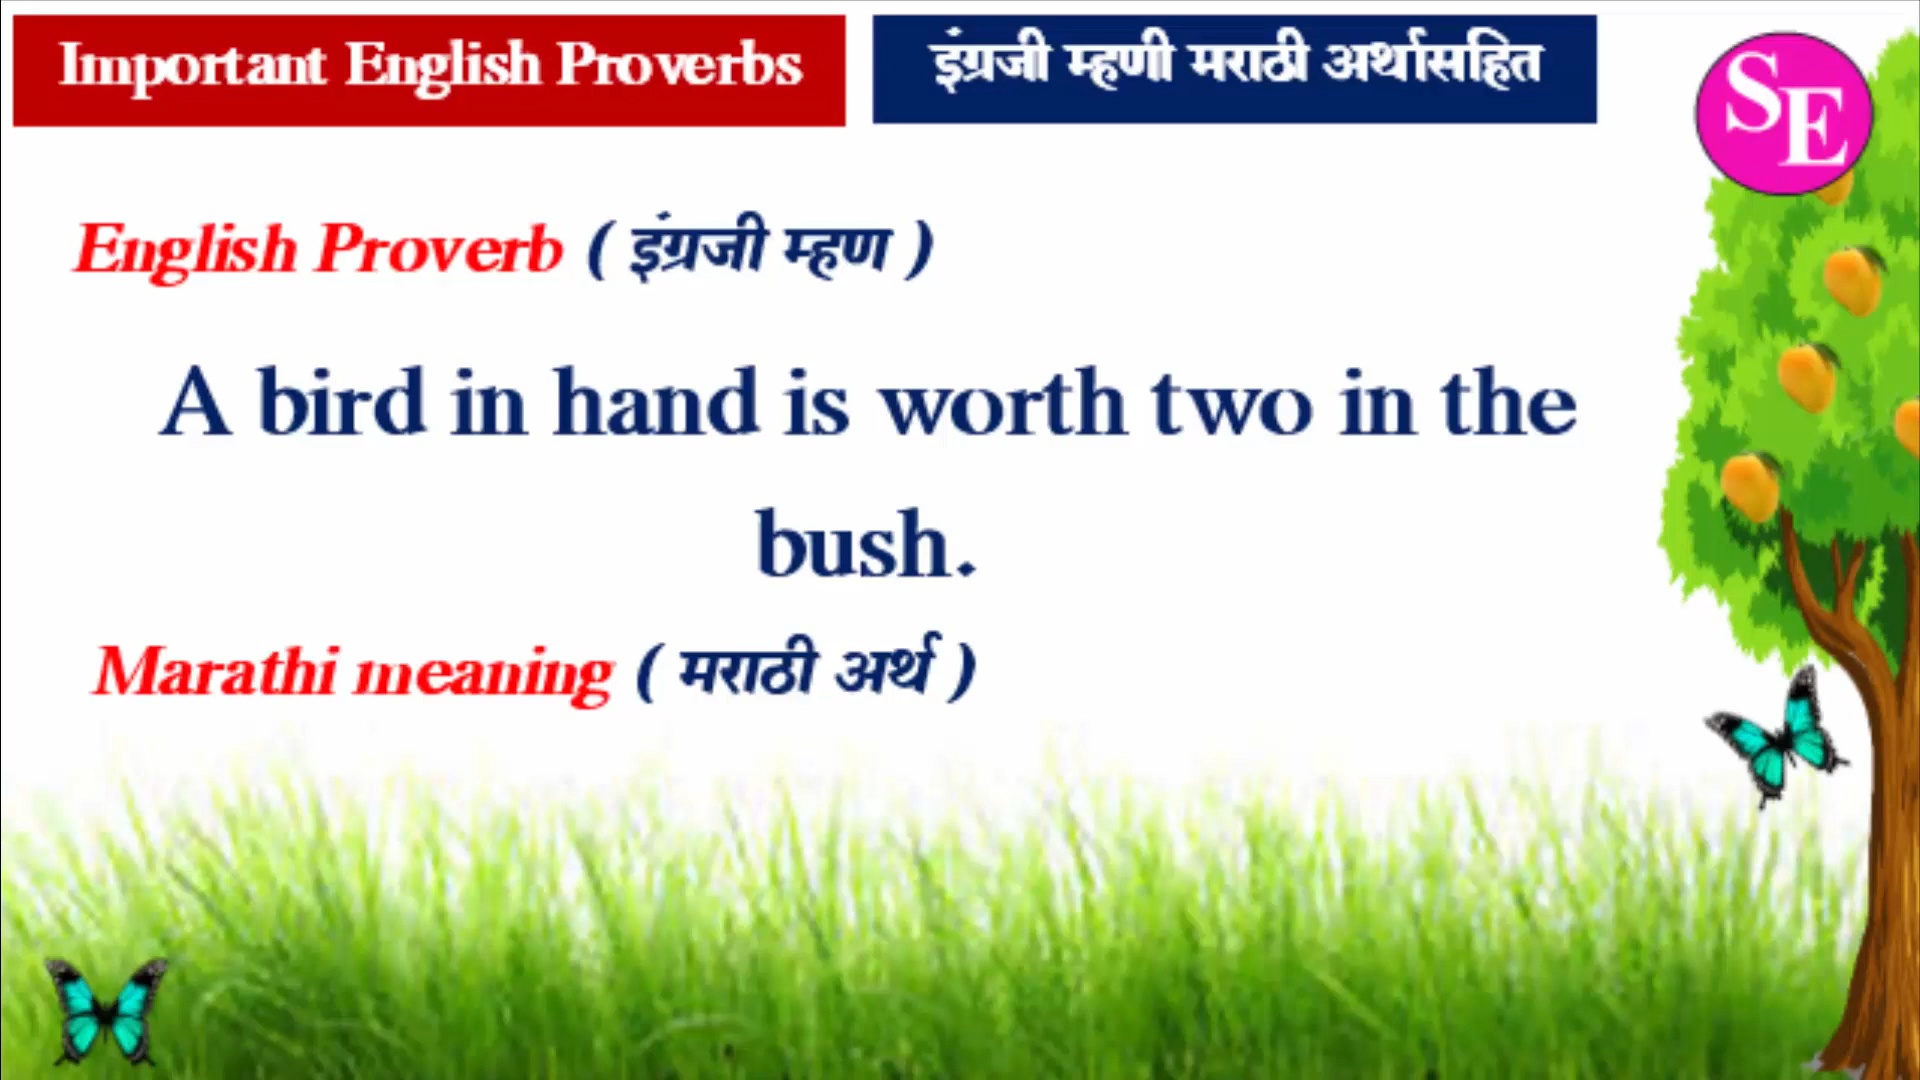 Important English Proverbs
इंग्रजी म्हणी मराठी अर्थासहित
SE
English Proverb ( इंग्रजी म्हण )
A bird in hand is worth two in the
bush.
Marathi meaning ( मराठी अर्थ )